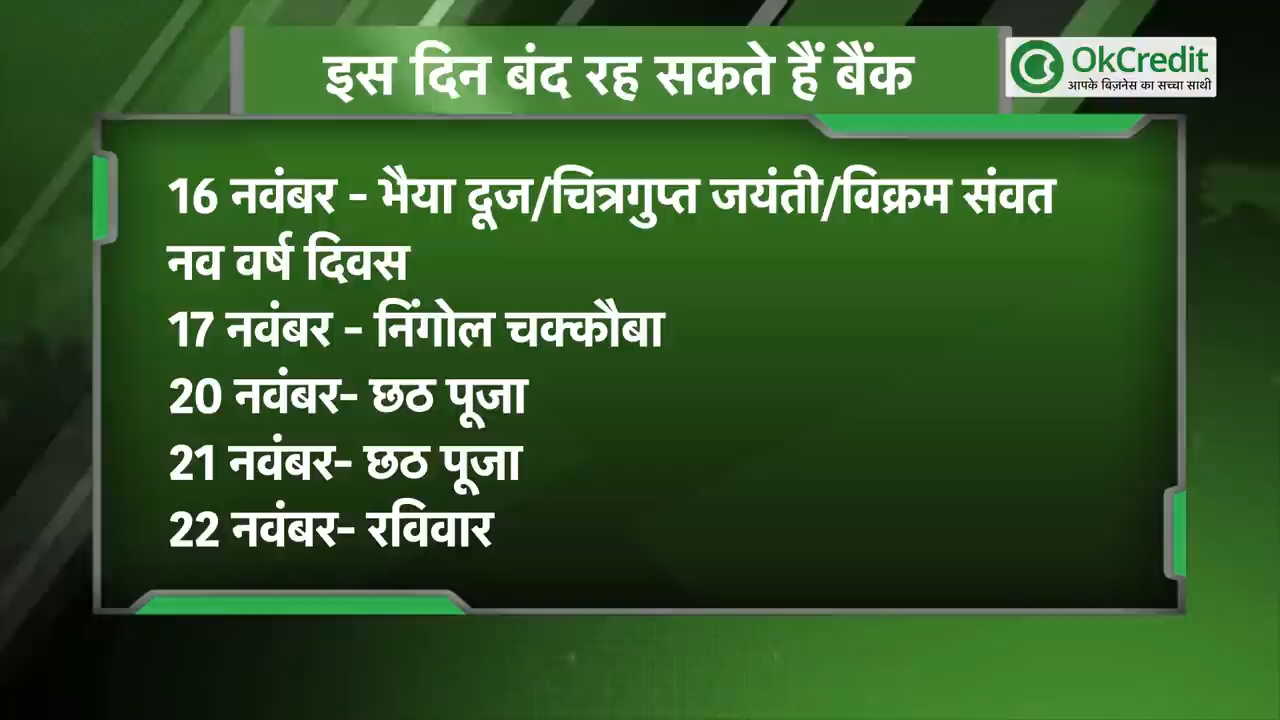 इस दिन बंद रह सकते हैं बैंक
OkCredit
आपके बिज़नेस का सच्चा साथी
16 नवंबर - भैया दूज/चित्रगुप्त जयंती/विक्रम संवत
नव वर्ष दिवस
17 नवंबर - निंगोल चक्कौबा
20 नवंबर- छठ पूजा
21 नवंबर- छठ पूजा
22 नवंबर- रविवार